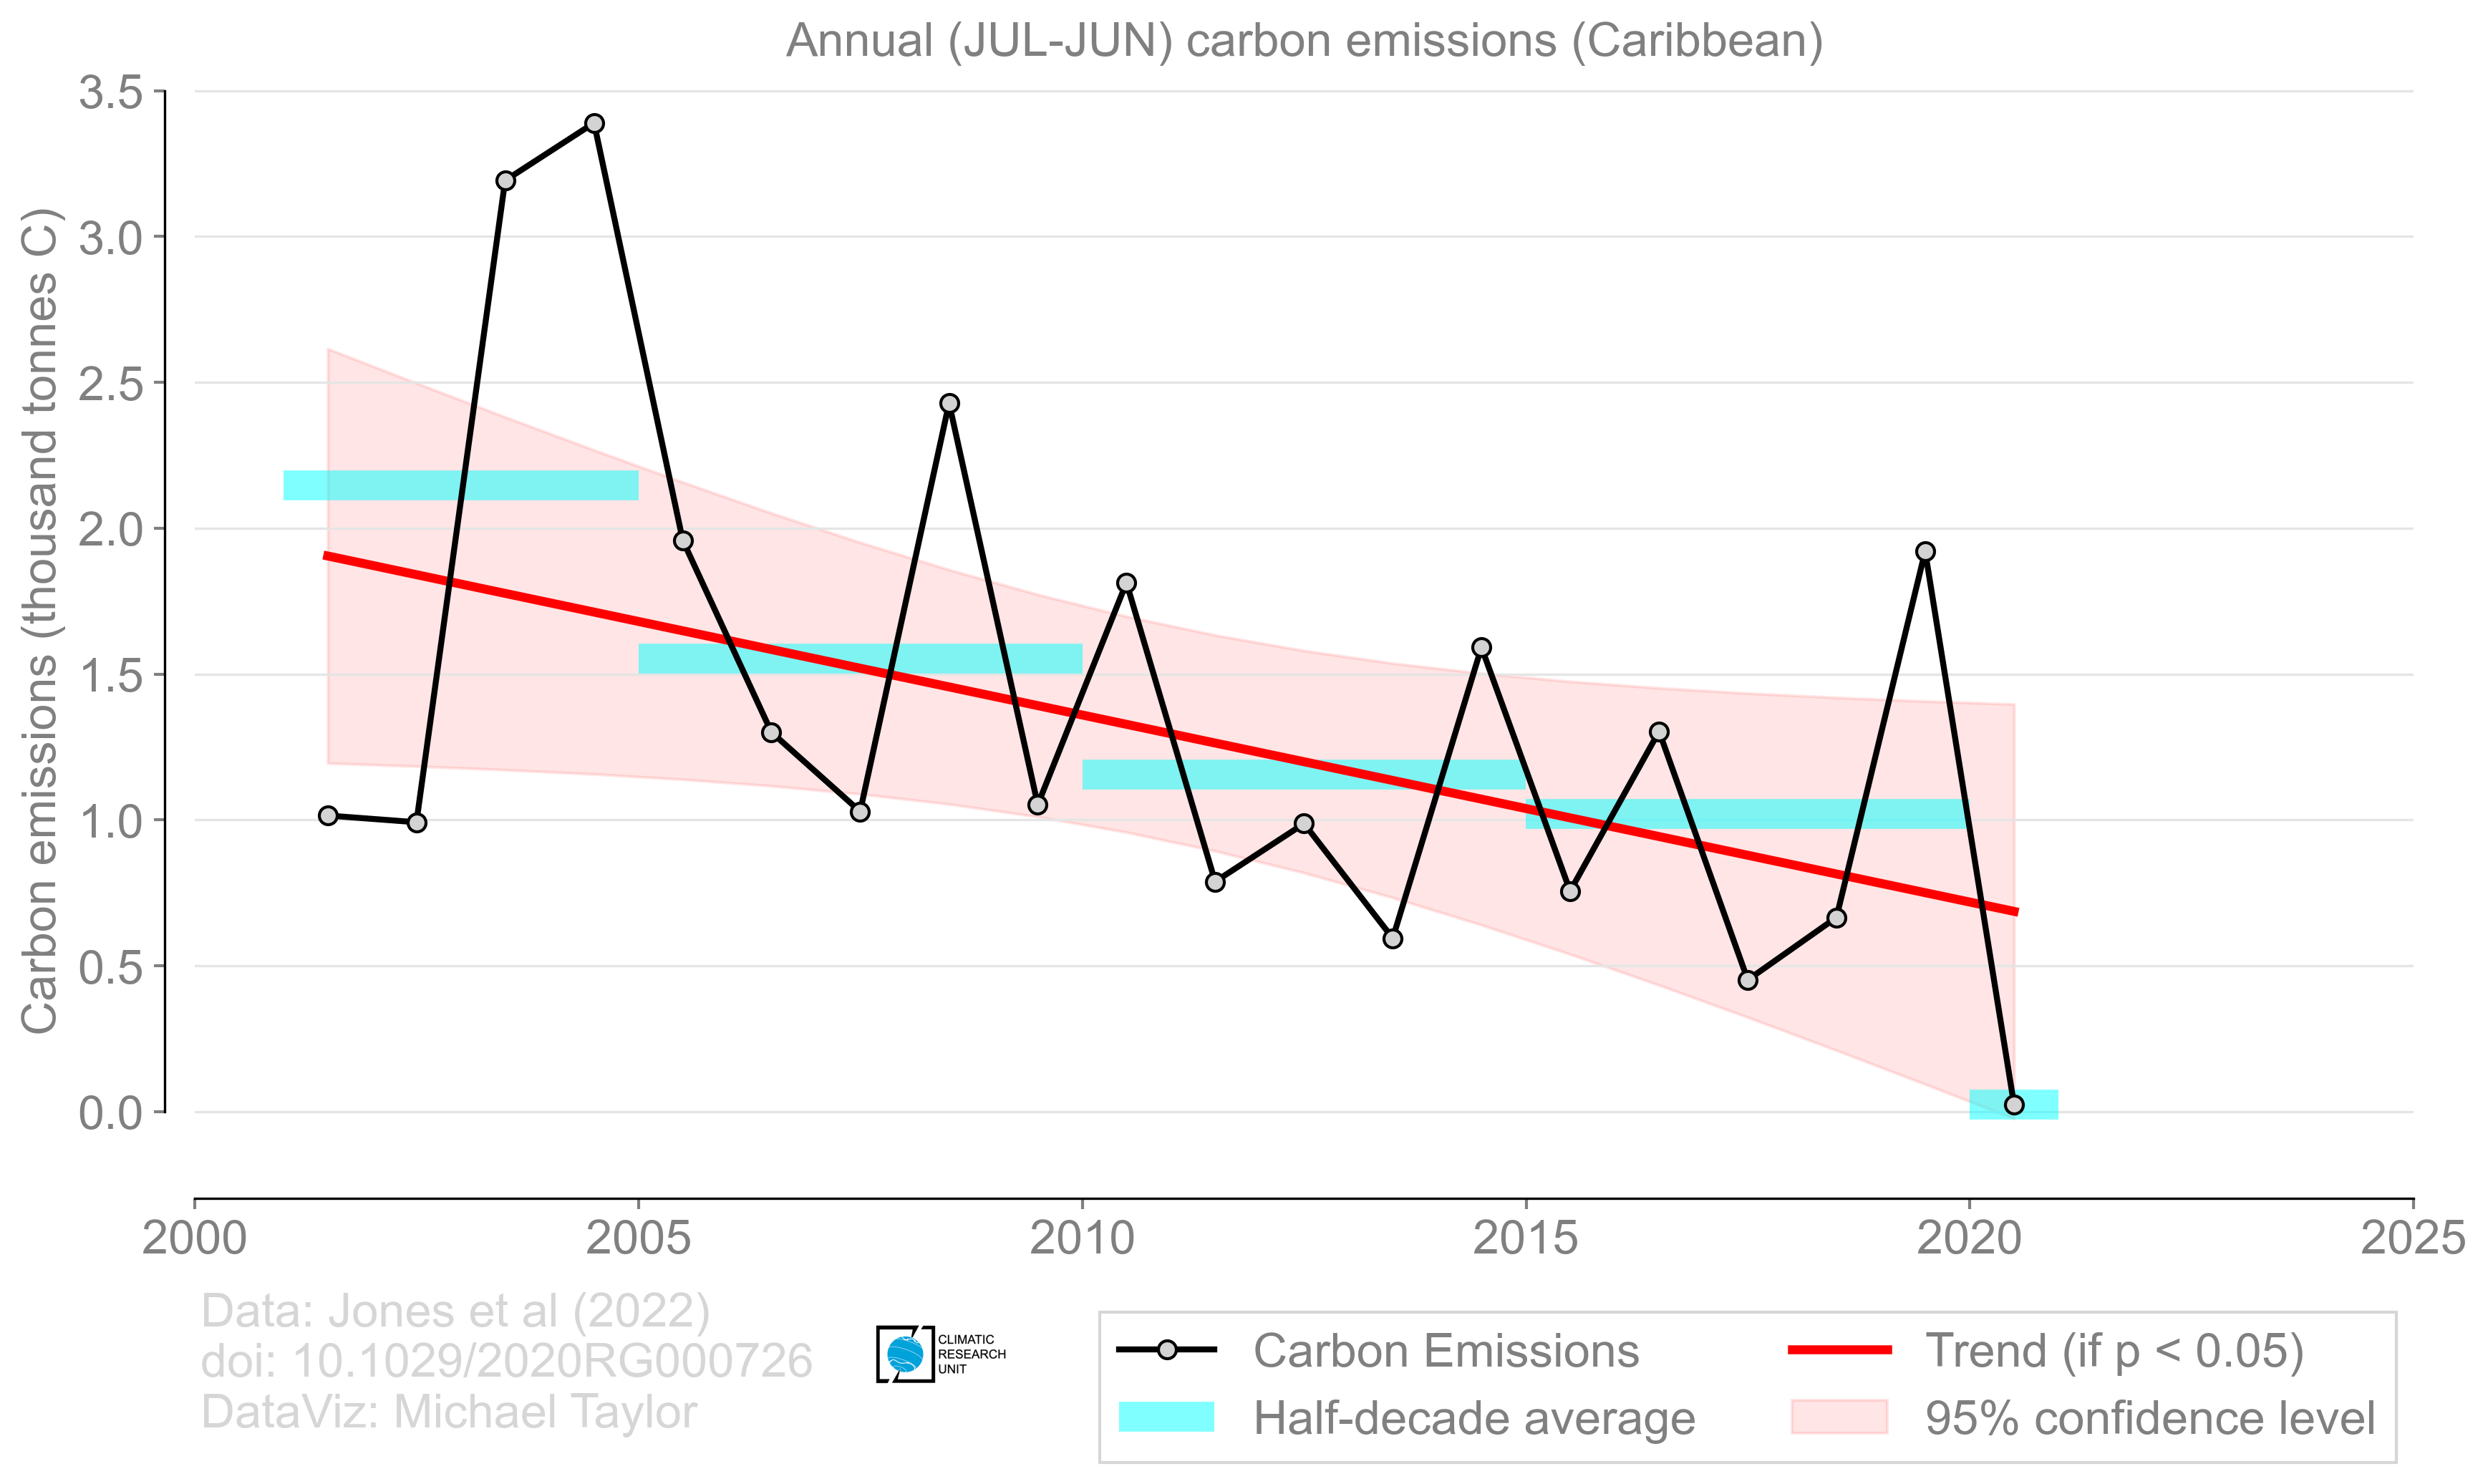 Annual (JUL-JUN) carbon emissions (Caribbean)
Carbon emissions (thousand tonnes C)
3.5
3.0
2.5
2.0
1.5
1.0
0.5
0.0
2000 2005 2010 2015 2020 2025
Data: Jones et al (2022)
doi: 10.1029/2020RG000726
DataViz: Michael Taylor
CLIMATIC
RESEARCH
UNIT
Carbon Emissions
Half-decade average
Trend (if p < 0.05)
95% confidence level